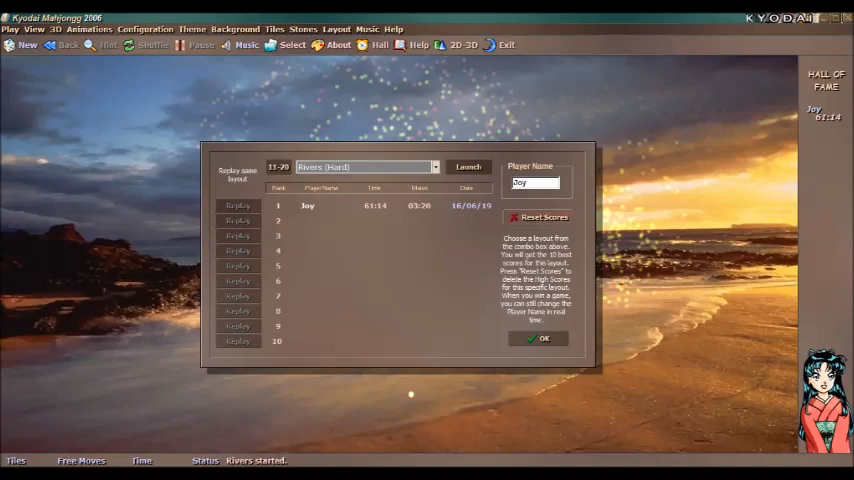 Kyodai Mahjongg 2006
KYODAI
Play View 3D Animations Configuration Theme Background Tiles Stones Layout Music Help
New Back Hint Shuffle Pause Music Select About Hall Help 2D-3D Exit
HALL OF
FAME
Joy
61:14
Replay same
layout
11-20 Rivers (Hard) Launch
Player Name
Joy
Rank PlayerName Time Date
Replay 1 Joy 61:14 03:20 16/06/19
Replay 2
Replay 3
Replay 4
Replay 5
Replay 6
Replay 7
Replay 8
Replay 9
Replay 10
Reset Scores
Choose a layout from
the combo box above.
You will get the 10 best
scores for this layout.
Press "Reset Scores" to
delete the High Scores
for this specific layout.
When you win a game,
you can still change the
Player Name in real
time.
OK
Tiles Free Moves Time Status Rivers started.